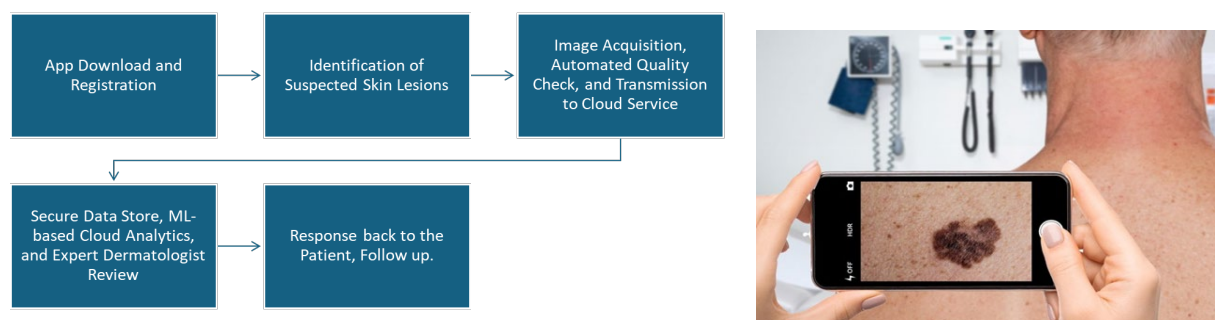 App Download and
Registration
Identification of
Suspected Skin Lesions
Image Acquisition,
Automated Quality
Check, and Transmission
to Cloud Service
Secure Data Store, ML-
based Cloud Analytics,
and Expert Dermatologist
Review
Response back to the
Patient, Follow up.
HDR
OFF